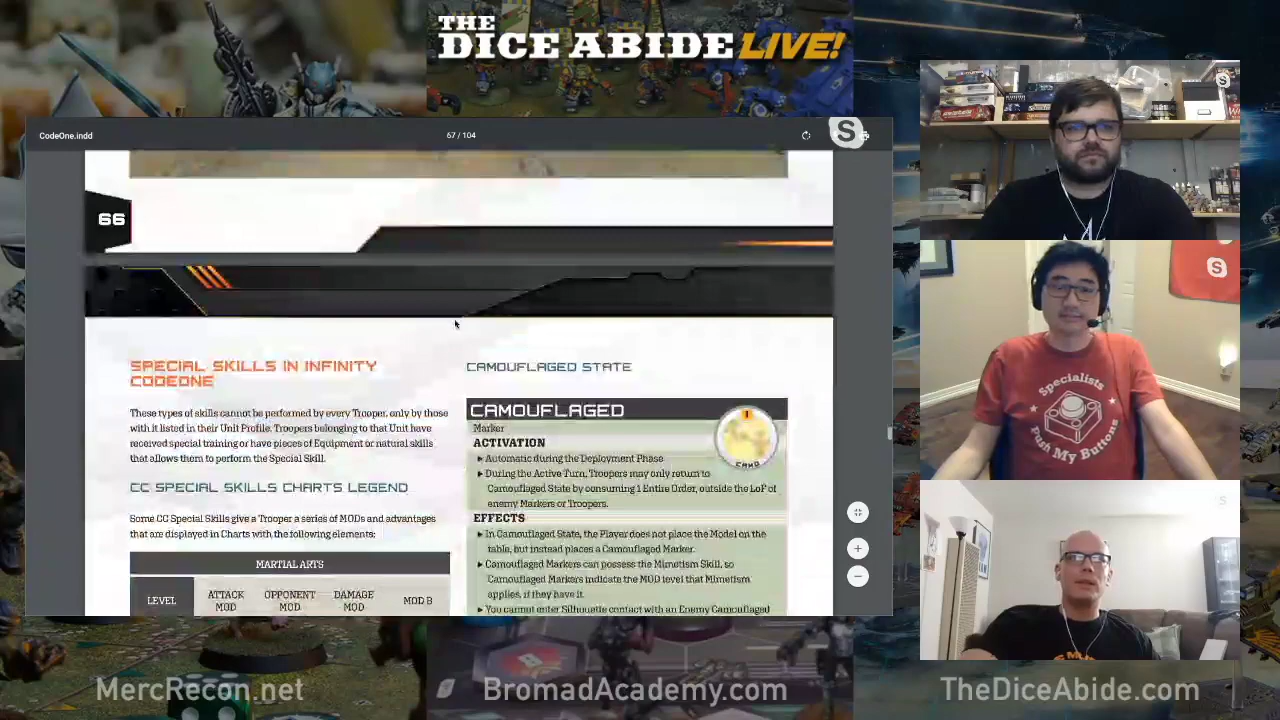 THE
DICE ABIDE LIVE!
CodeOne.indd
67 / 104
66
SPECIAL SKILLS IN INFINITY
CODEONE
These types of skills cannot be performed by every Trooper, only by those
with it listed in their Unit Profile. Troopers belonging to that Unit have
received special training or have pieces of Equipment or natural skills
that allows them to perform the Special Skill.
CC SPECIAL SKILLS CHARTS LEGEND
Some CC Special Skills give a Trooper a series of MODs and advantages
that are displayed in Charts with the following elements:
MARTIAL ARTS
LEVEL
ATTACK
MOD
OPPONENT
MOD
DAMAGE
MOD
MOD B
CAMOUFLAGED STATE
CAMOUFLAGED
Marker
CAMO
ACTIVATION
► Automatic during the Deployment Phase
► During the Active Turn, Troopers may only return to
Camouflaged State by consuming 1 Entire Order, outside the LoF of
enemy Markers or Troopers.
EFFECTS
► In Camouflaged State, the Player does not place the Model on the
table, but instead places a Camouflaged Marker.
► Camouflaged Markers can possess the Mimetism Skill, so
Camouflaged Markers indicate the MOD level that Mimetism
applies, if they have it.
► You cannot enter Silhouette contact with an Enemy Camouflaged
S
S
S
S
Specialists
Push My Buttons
MercRecon.net
BromadAcademy.com
TheDiceAbide.com